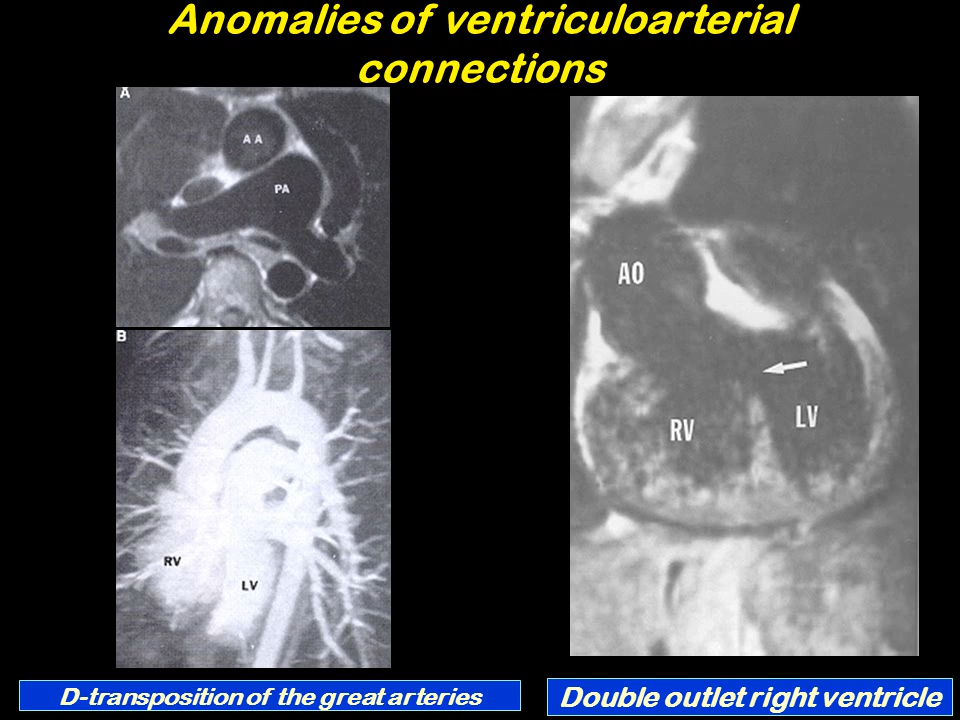 Anomalies of ventriculoarterial
connections
A
A A
PA
B
RV
LV
AO
RV
LV
D-transposition of the great arteries
Double outlet right ventricle